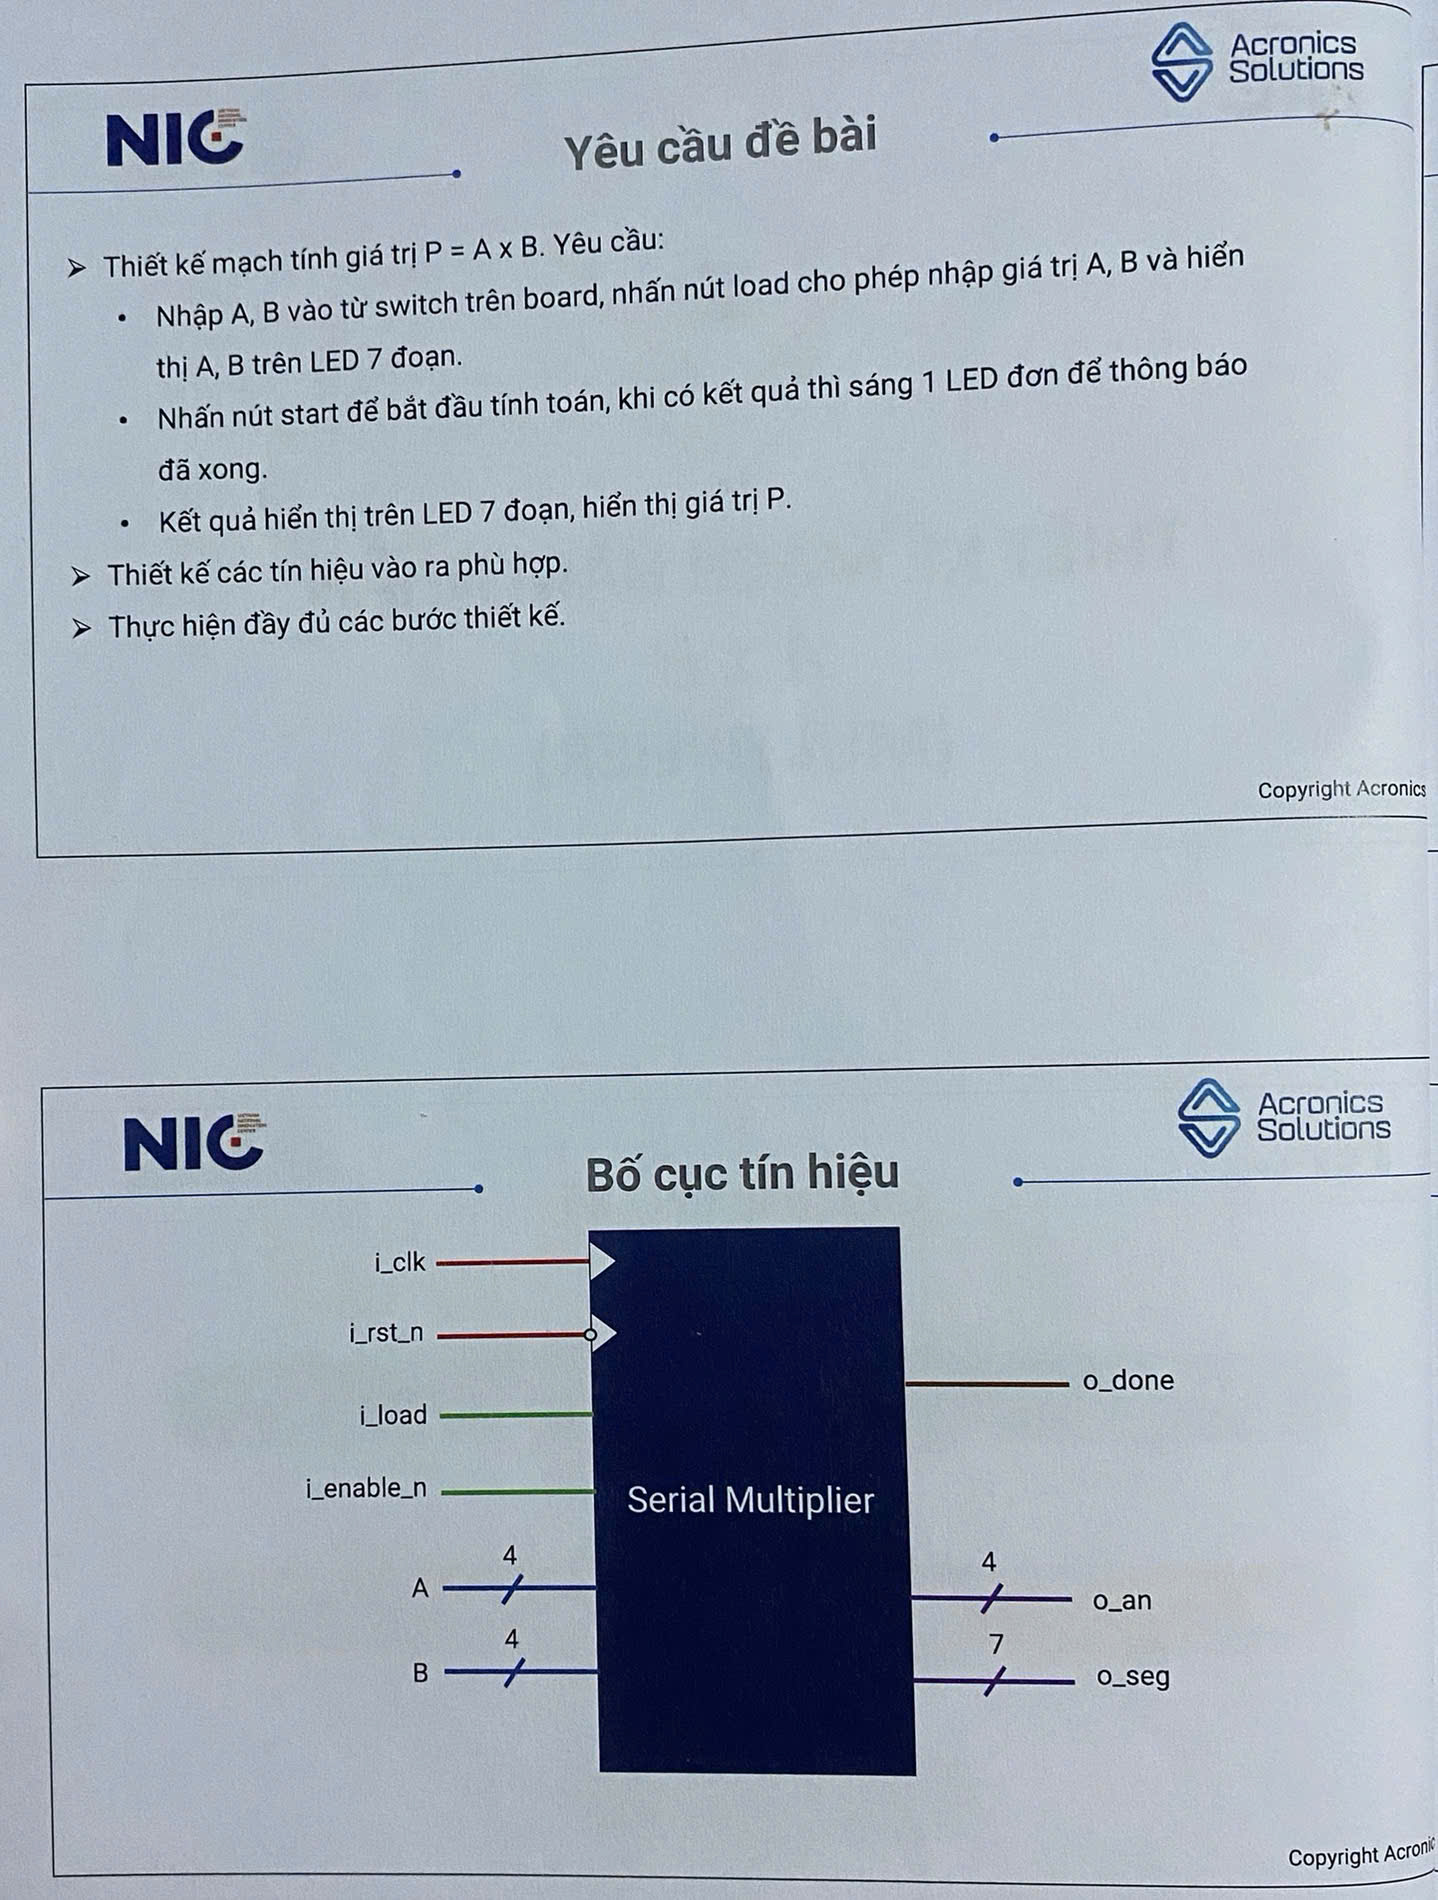 Acronics
Solutions
NIC
Yêu cầu đề bài
➢ Thiết kế mạch tính giá trị P = A x B. Yêu cầu:
• Nhập A, B vào từ switch trên board, nhấn nút load cho phép nhập giá trị A, B và hiển
thị A, B trên LED 7 đoạn.
• Nhấn nút start để bắt đầu tính toán, khi có kết quả thì sáng 1 LED đơn để thông báo
đã xong.
• Kết quả hiển thị trên LED 7 đoạn, hiển thị giá trị P.
➢ Thiết kế các tín hiệu vào ra phù hợp.
➢ Thực hiện đầy đủ các bước thiết kế.
Copyright Acronics
Acronics
Solutions
NIC
Bố cục tín hiệu
i_clk
i_rst_n
o_done
i_load
i_enable_n
Serial Multiplier
4
4
A
o_an
4
7
B
o_seg
Copyright Acronic